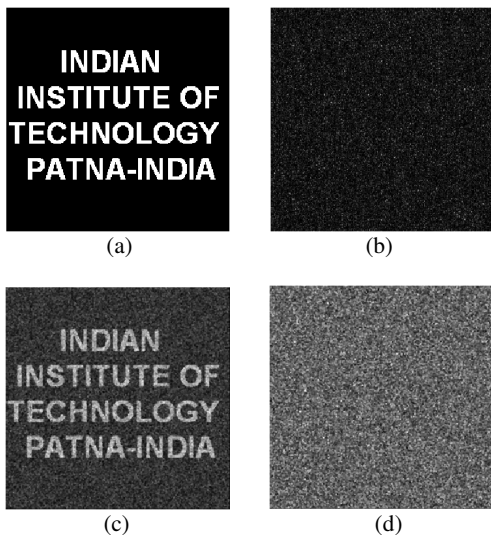 INDIAN
INSTITUTE OF
TECHNOLOGY
PATNA-INDIA
(a)
(b)
INDIAN
INSTITUTE OF
TECHNOLOGY
PATNA-INDIA
(c)
(d)